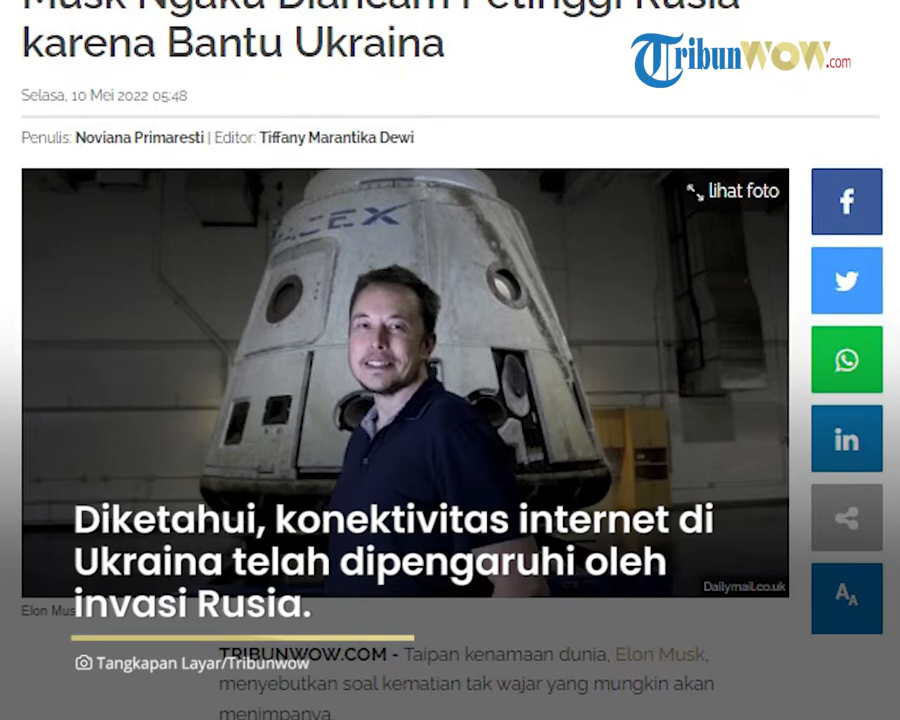 Musk Ngaku Diancam Petinggi Rusia
karena Bantu Ukraina
TribunWOW.com
Selasa, 10 Mei 2022 05:48
Penulis: Noviana Primaresti | Editor: Tiffany Marantika Dewi
lihat foto
SPACEX
Diketahui, konektivitas internet di
Ukraina telah dipengaruhi oleh
invasi Rusia.
Dailymail.co.uk
Elon Mus
Tangkapan Layar/Tribunwow
TRIBUNWOW.COM - Taipan kenamaan dunia, Elon Musk,
menyebutkan soal kematian tak wajar yang mungkin akan
menimpanya